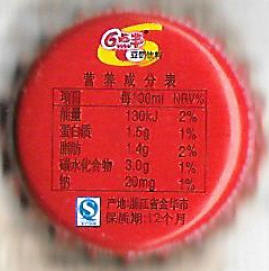 6点半
豆奶饮料
营养成分表
项目 每100ml NRV%
能量 130kJ 2%
蛋白质 1.5g 1%
脂肪 1.4g 2%
碳水化合物 3.0g 1%
钠 20mg 1%
产地:浙江省金华市
保质期:12个月